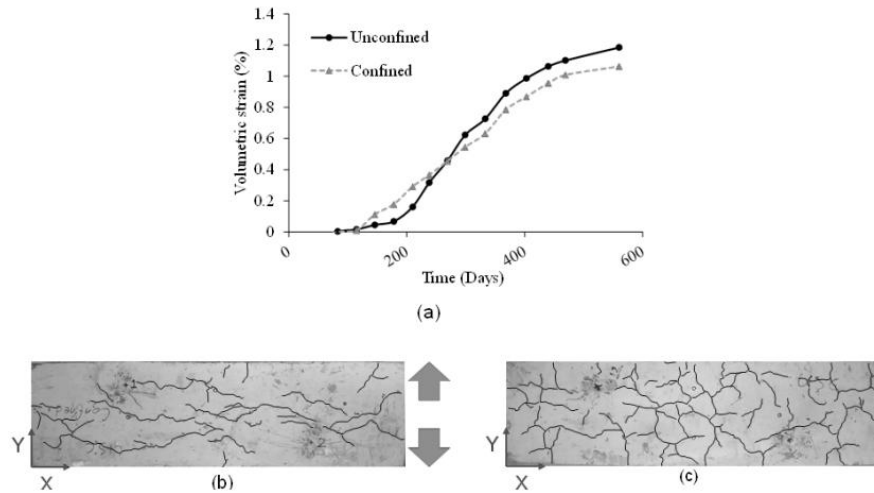 1.4
1.2
1
0.8
0.6
0.4
0.2
0
Volumetric strain (%)
Unconfined
Confined
0
200
400
600
Time (Days)
(a)
Y
X
(b)
Y
X
(c)